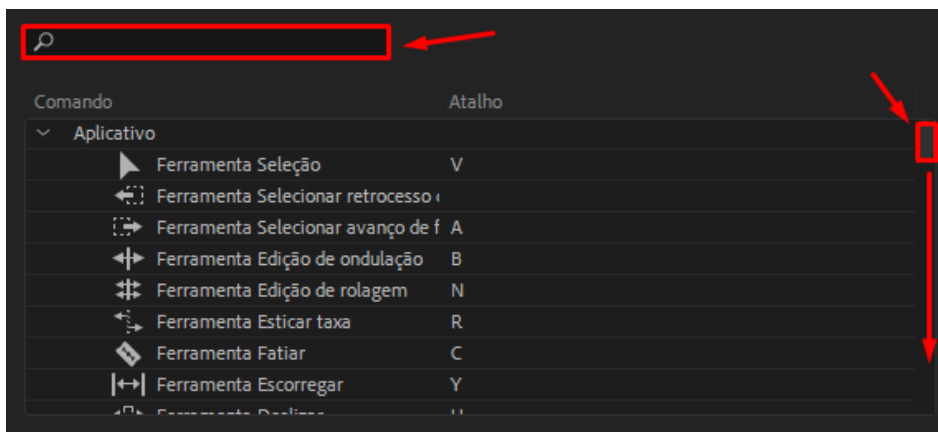 Comando Atalho
Aplicativo
Ferramenta Seleção V
Ferramenta Selecionar retrocesso
Ferramenta Selecionar avanço de f A
Ferramenta Edição de ondulação B
Ferramenta Edição de rolagem N
Ferramenta Esticar taxa R
Ferramenta Fatiar C
Ferramenta Escorregar Y